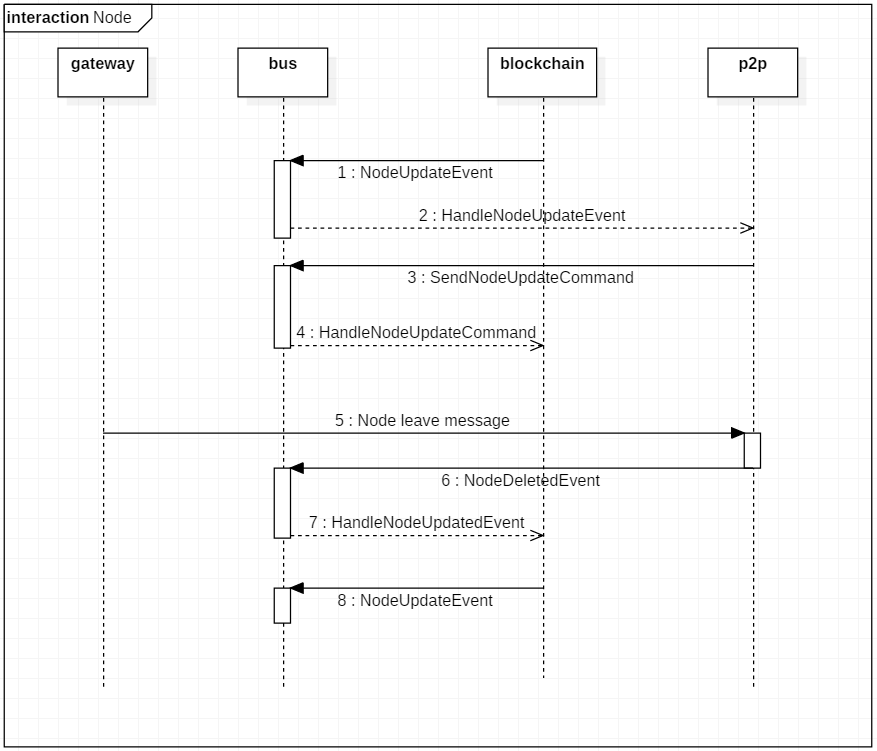 interaction Node
gateway
bus
blockchain
p2p
1 : NodeUpdateEvent
2 : HandleNodeUpdateEvent
3 : SendNodeUpdateCommand
4 : HandleNodeUpdateCommand
5 : Node leave message
6 : NodeDeletedEvent
7 : HandleNodeUpdatedEvent
8 : NodeUpdateEvent